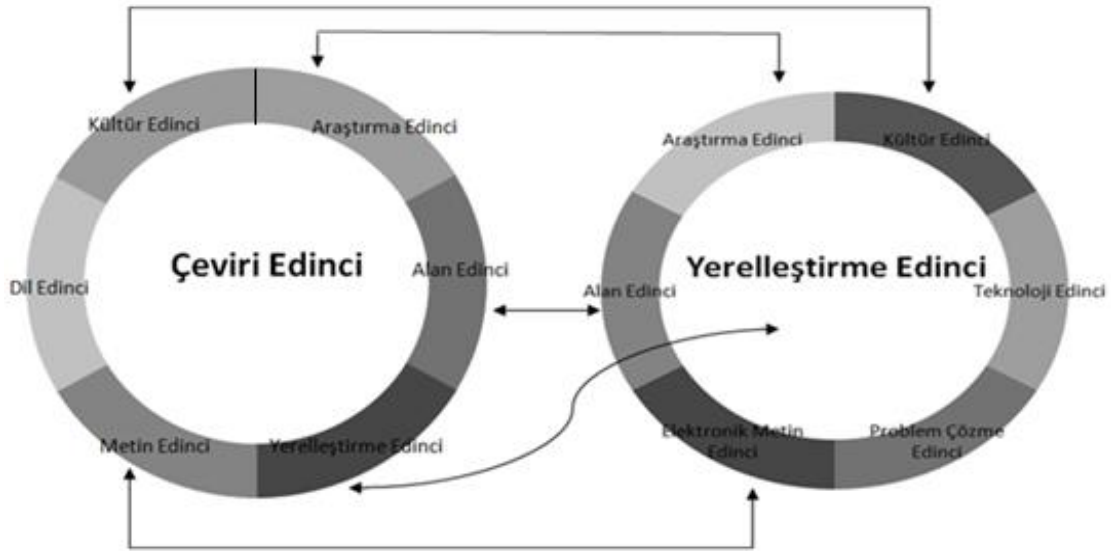 Kültür Edinci
Araştırma Edinci
Dil Edinci
Çeviri Edinci
Alan Edinci
Metin Edinci
Yerelleştirme Edinci
Araştırma Edinci
Kültür Edinci
Alan Edinci
Yerelleştirme Edinci
Teknoloji Edinci
Elektronik Metin
Edinci
Problem Çözme
Edinci